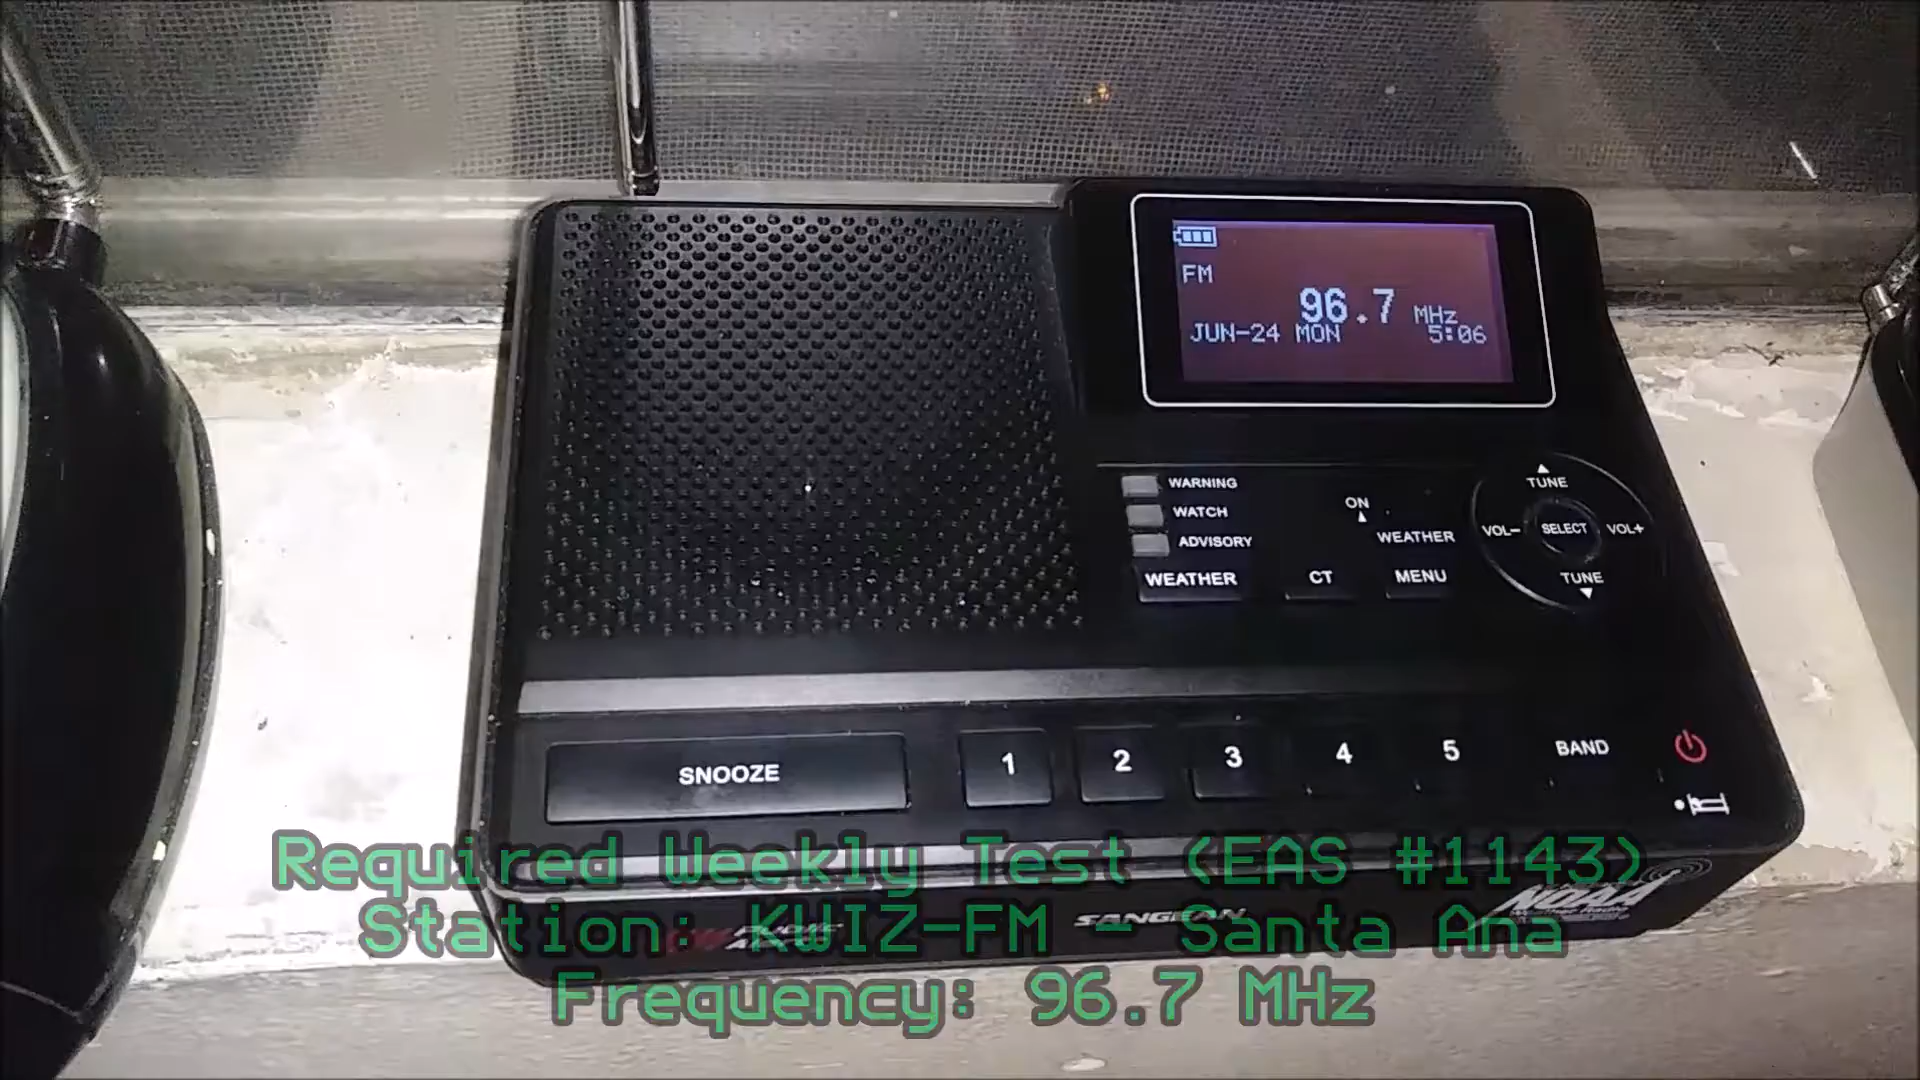 FM
96.7 MHz
JUN-24 MON 5:06
WARNING
WATCH
ADVISORY
WEATHER
ON
WEATHER
CT
MENU
TUNE
VOL-
SELECT
VOL+
TUNE
SNOOZE
1
2
3
4
5
BAND
SANGEAN
NOAA
Weather Radio
Required Weekly Test (EAS #1143)
Station: KWIZ-FM - Santa Ana
Frequency: 96.7 MHz